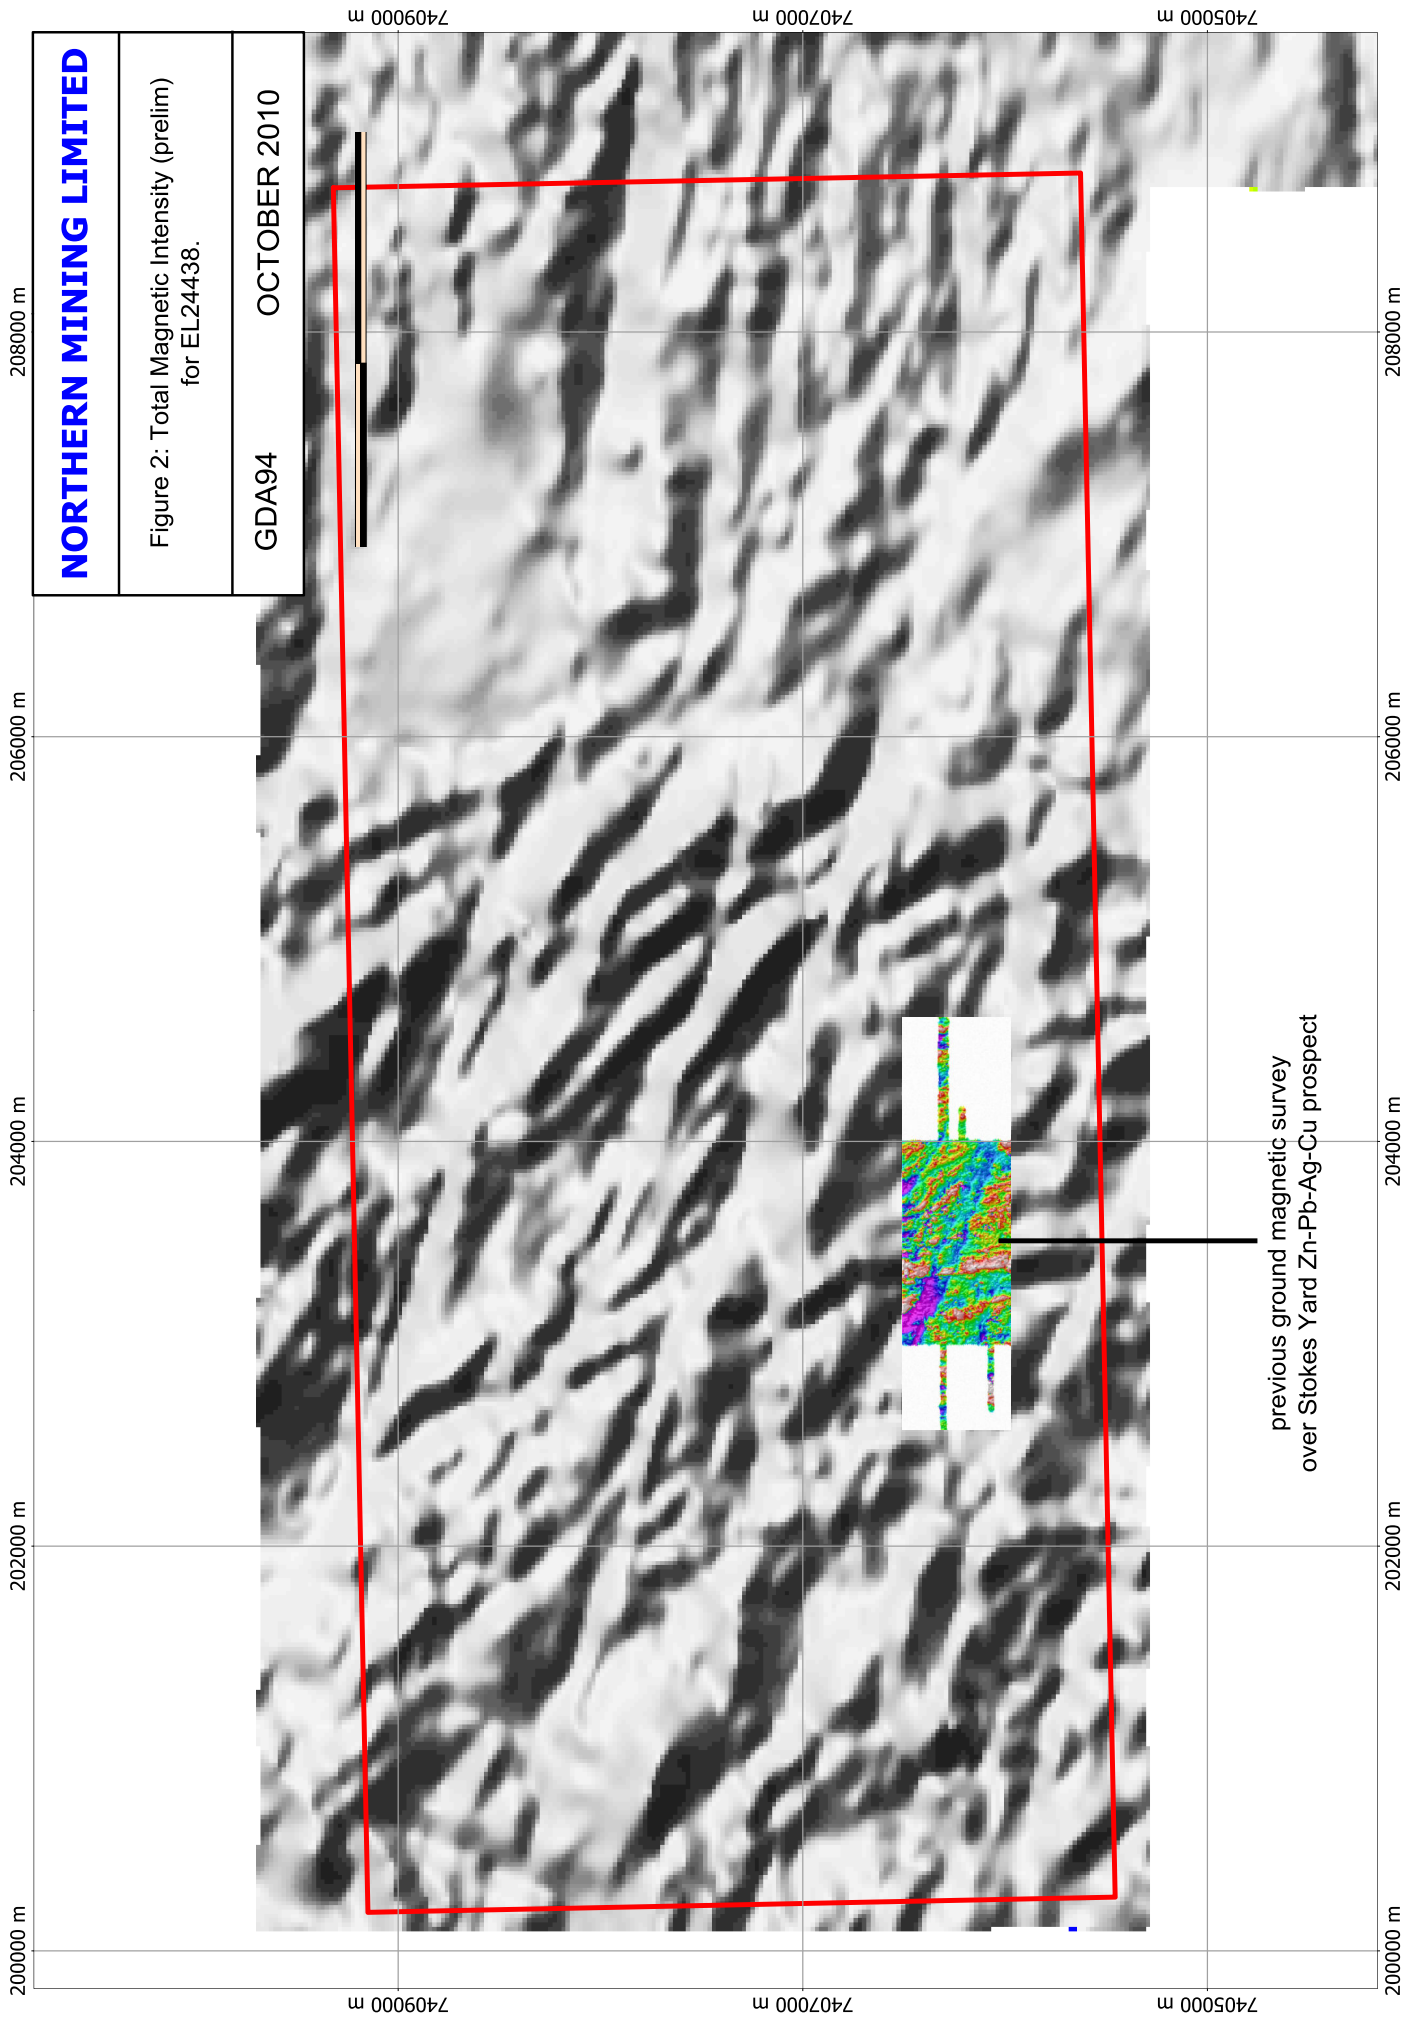 200000 m
202000 m
204000 m
206000 m
208000 m
NORTHERN MINING LIMITED
Figure 2: Total Magnetic Intensity (prelim)
for EL24438.
GDA94 OCTOBER 2010
7409000 m
7409000 m
7407000 m
7407000 m
7405000 m
7405000 m
previous ground magnetic survey
over Stokes Yard Zn-Pb-Ag-Cu prospect
200000 m
202000 m
204000 m
206000 m
208000 m